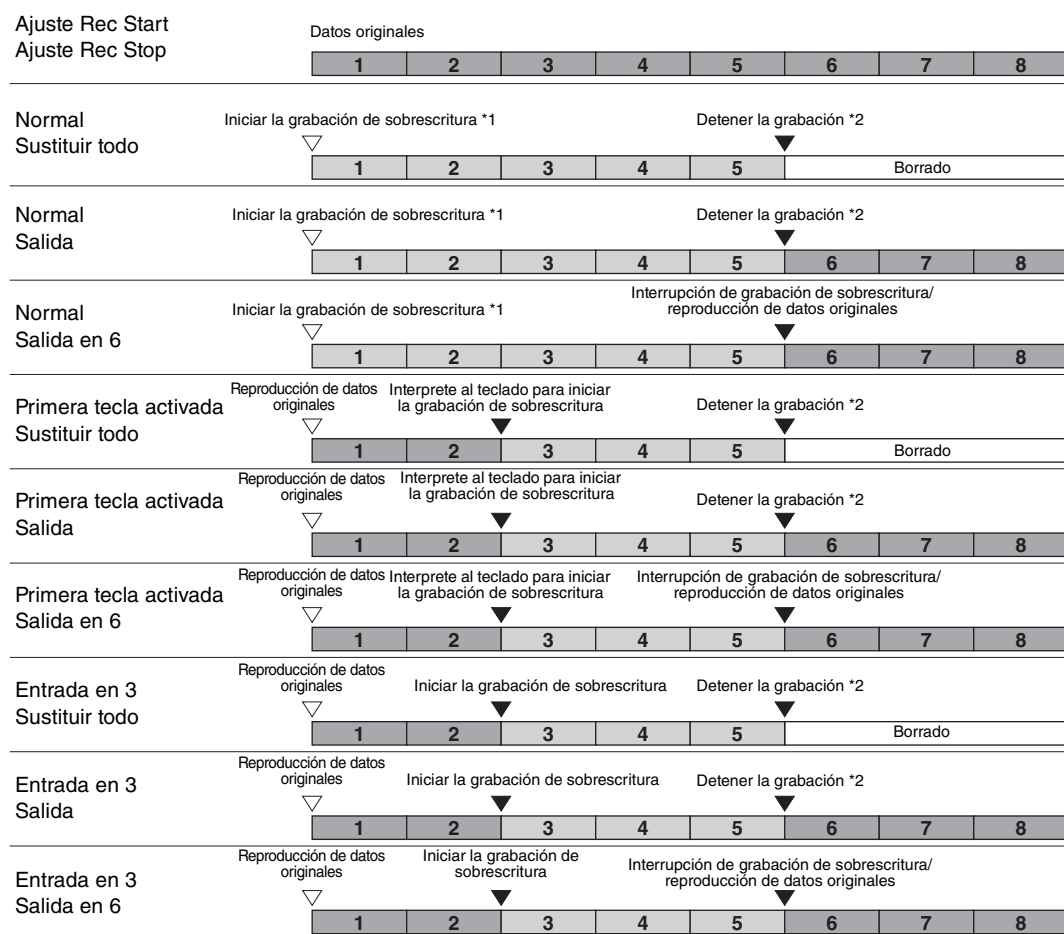 Ajuste Rec Start
Ajuste Rec Stop
Datos originales
1 2 3 4 5 6 7 8
Normal
Sustituir todo
Iniciar la grabación de sobrescritura *1
Detener la grabación *2
1 2 3 4 5 Borrado
Normal
Salida
Iniciar la grabación de sobrescritura *1
Detener la grabación *2
1 2 3 4 5 6 7 8
Normal
Salida en 6
Iniciar la grabación de sobrescritura *1
Interrupción de grabación de sobrescritura/
reproducción de datos originales
1 2 3 4 5 6 7 8
Primera tecla activada
Sustituir todo
Reproducción de datos
originales
Interprete al teclado para iniciar
la grabación de sobrescritura
Detener la grabación *2
1 2 3 4 5 Borrado
Primera tecla activada
Salida
Reproducción de datos
originales
Interprete al teclado para iniciar
la grabación de sobrescritura
Detener la grabación *2
1 2 3 4 5 6 7 8
Primera tecla activada
Salida en 6
Reproducción de datos
originales
Interprete al teclado para iniciar
la grabación de sobrescritura
Interrupción de grabación de sobrescritura/
reproducción de datos originales
1 2 3 4 5 6 7 8
Entrada en 3
Sustituir todo
Reproducción de datos
originales
Iniciar la grabación de sobrescritura
Detener la grabación *2
1 2 3 4 5 Borrado
Entrada en 3
Salida
Reproducción de datos
originales
Iniciar la grabación de sobrescritura
Detener la grabación *2
1 2 3 4 5 6 7 8
Entrada en 3
Salida en 6
Reproducción de datos
originales
Iniciar la grabación de
sobrescritura
Interrupción de grabación de sobrescritura/
reproducción de datos originales
1 2 3 4 5 6 7 8